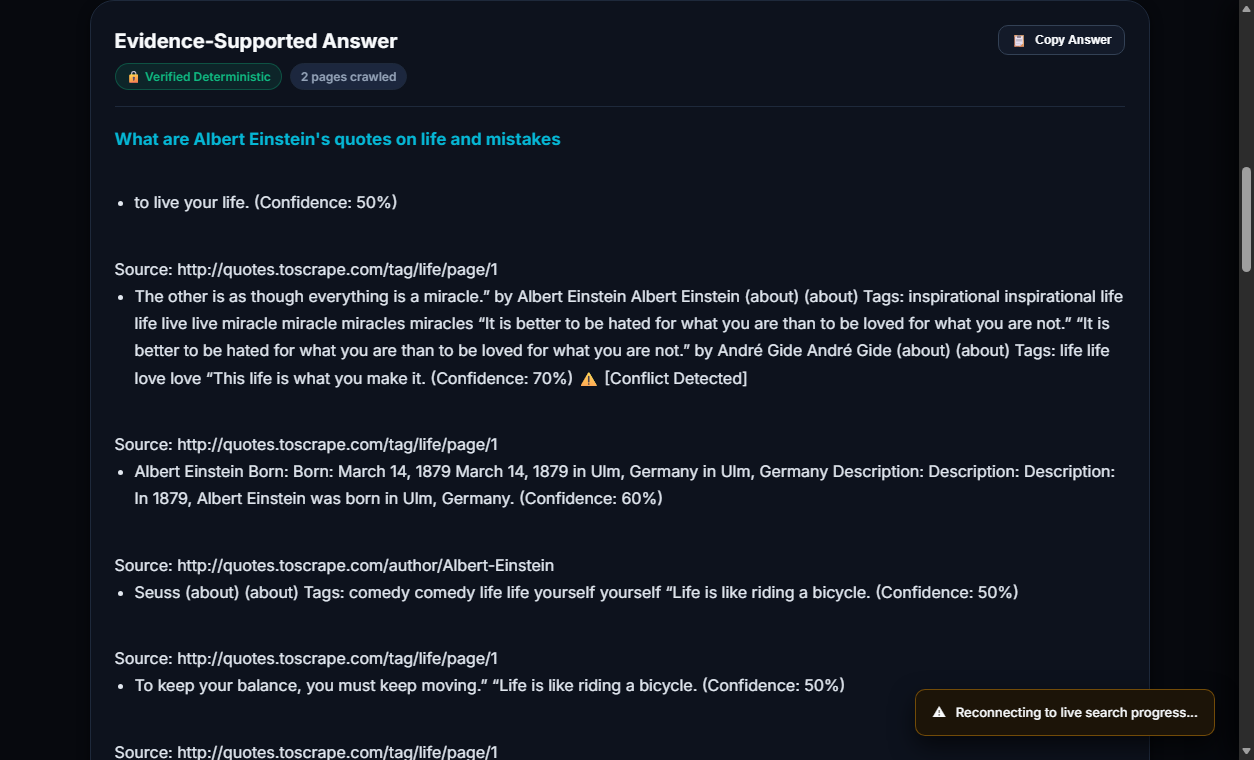 Evidence-Supported Answer
📋 Copy Answer
🔒 Verified Deterministic
2 pages crawled
What are Albert Einstein's quotes on life and mistakes
• to live your life. (Confidence: 50%)
Source: http://quotes.toscrape.com/tag/life/page/1
• The other is as though everything is a miracle.” by Albert Einstein Albert Einstein (about) (about) Tags: inspirational inspirational life
life live live miracle miracle miracles miracles “It is better to be hated for what you are than to be loved for what you are not.” “It is
better to be hated for what you are than to be loved for what you are not.” by André Gide André Gide (about) (about) Tags: life life
love love “This life is what you make it. (Confidence: 70%) ⚠️ [Conflict Detected]
Source: http://quotes.toscrape.com/tag/life/page/1
• Albert Einstein Born: Born: March 14, 1879 March 14, 1879 in Ulm, Germany in Ulm, Germany Description: Description: Description:
In 1879, Albert Einstein was born in Ulm, Germany. (Confidence: 60%)
Source: http://quotes.toscrape.com/author/Albert-Einstein
• Seuss (about) (about) Tags: comedy comedy life life yourself yourself “Life is like riding a bicycle. (Confidence: 50%)
Source: http://quotes.toscrape.com/tag/life/page/1
• To keep your balance, you must keep moving.” “Life is like riding a bicycle. (Confidence: 50%)
⚠ Reconnecting to live search progress...
Source: http://quotes.toscrape.com/tag/life/page/1